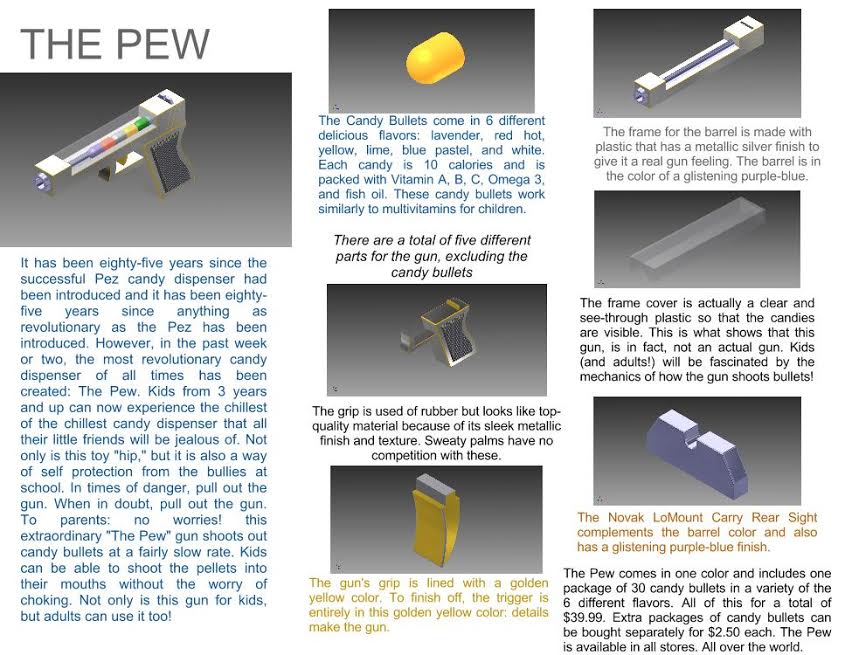 THE PEW
It has been eighty-five years since the
successful Pez candy dispenser had
been introduced and it has been eighty-
five years since anything as
revolutionary as the Pez has been
introduced. However, in the past week
or two, the most revolutionary candy
dispenser of all times has been
created: The Pew. Kids from 3 years
and up can now experience the chillest
of the chillest candy dispenser that all
their little friends will be jealous of. Not
only is this toy "hip," but it is also a way
of self protection from the bullies at
school. In times of danger, pull out the
gun. When in doubt, pull out the gun.
To parents: no worries! this
extraordinary "The Pew" gun shoots out
candy bullets at a fairly slow rate. Kids
can be able to shoot the pellets into
their mouths without the worry of
choking. Not only is this gun for kids,
but adults can use it too!
The Candy Bullets come in 6 different
delicious flavors: lavender, red hot,
yellow, lime, blue pastel, and white.
Each candy is 10 calories and is
packed with Vitamin A, B, C, Omega 3,
and fish oil. These candy bullets work
similarly to multivitamins for children.
There are a total of five different
parts for the gun, excluding the
candy bullets
The grip is used of rubber but looks like top-
quality material because of its sleek metallic
finish and texture. Sweaty palms have no
competition with these.
The gun's grip is lined with a golden
yellow color. To finish off, the trigger is
entirely in this golden yellow color: details
make the gun.
The frame for the barrel is made with
plastic that has a metallic silver finish to
give it a real gun feeling. The barrel is in
the color of a glistening purple-blue.
The frame cover is actually a clear and
see-through plastic so that the candies
are visible. This is what shows that this
gun, is in fact, not an actual gun. Kids
(and adults!) will be fascinated by the
mechanics of how the gun shoots bullets!
The Novak LoMount Carry Rear Sight
complements the barrel color and also
has a glistening purple-blue finish.
The Pew comes in one color and includes one
package of 30 candy bullets in a variety of the
6 different flavors. All of this for a total of
$39.99. Extra packages of candy bullets can
be bought separately for $2.50 each. The Pew
is available in all stores. All over the world.